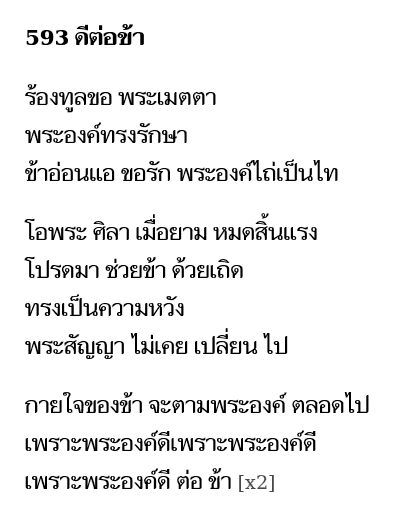 593 ดีต่อข้า
ร้องทูลขอ พระเมตตา
พระองค์ทรงรักษา
ข้าอ่อนแอ ขอรัก พระองค์ไถ่เป็นไท
โอพระ ศิลา เมื่อยาม หมดสิ้นแรง
โปรดมา ช่วยข้า ด้วยเถิด
ทรงเป็นความหวัง
พระสัญญา ไม่เคย เปลี่ยน ไป
กายใจของข้า จะตามพระองค์ ตลอดไป
เพราะพระองค์ดีเพราะพระองค์ดี
เพราะพระองค์ดี ต่อ ข้า [x2]